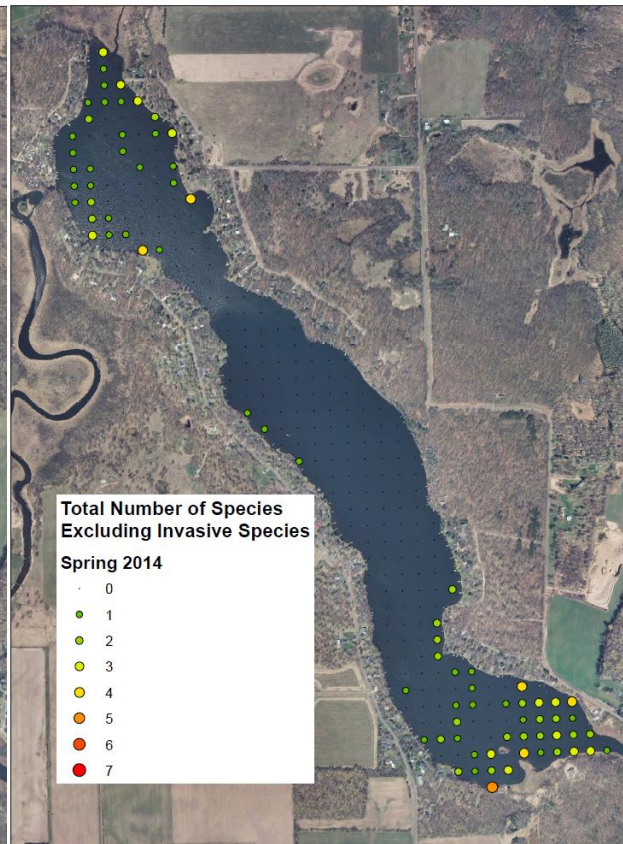 Total Number of Species
Excluding Invasive Species
Spring 2014
0
1
2
3
4
5
6
7